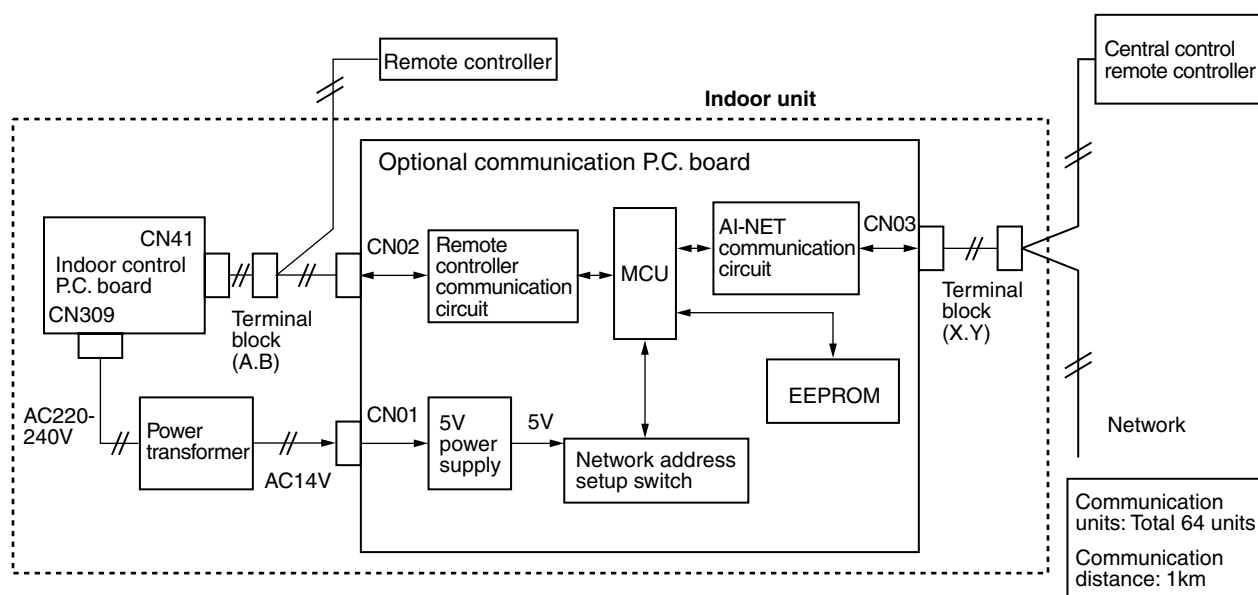 Remote controller
Central control
remote controller
Indoor unit
Optional communication P.C. board
CN41
Indoor control
P.C. board
CN309
Terminal
block
(A.B)
CN02
Remote
controller
communication
circuit
MCU
AI-NET
communication
circuit
CN03
Terminal
block
(X.Y)
EEPROM
AC220-
240V
Power
transformer
AC14V
CN01
5V
power
supply
5V
Network address
setup switch
Network
Communication
units: Total 64 units
Communication
distance: 1km